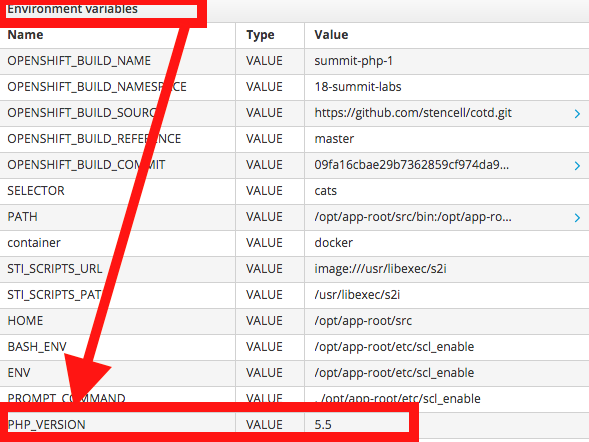 Environment variables
Name Type Value
OPENSHIFT_BUILD_NAME VALUE summit-php-1
OPENSHIFT_BUILD_NAMESPACE VALUE 18-summit-labs
OPENSHIFT_BUILD_SOURCE VALUE https://github.com/stencell/cotd.git
OPENSHIFT_BUILD_REFERENCE VALUE master
OPENSHIFT_BUILD_COMMIT VALUE 09fa16cbae29b7362859cf974da9...
SELECTOR VALUE cats
PATH VALUE /opt/app-root/src/bin:/opt/app-ro...
container VALUE docker
STI_SCRIPTS_URL VALUE image:///usr/libexec/s2i
STI_SCRIPTS_PATH VALUE /usr/libexec/s2i
HOME VALUE /opt/app-root/src
BASH_ENV VALUE /opt/app-root/etc/scl_enable
ENV VALUE /opt/app-root/etc/scl_enable
PROMPT_COMMAND VALUE . /opt/app-root/etc/scl_enable
PHP_VERSION VALUE 5.5